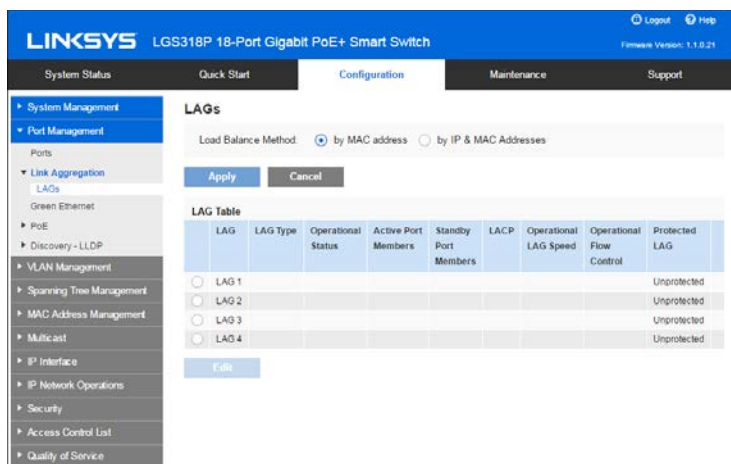 Logout Help
LINKSYS LGS318P 18-Port Gigabit PoE+ Smart Switch
Firmware Version: 1.1.0.21
System Status Quick Start Configuration Maintenance Support
System Management
Port Management
Ports
Link Aggregation
LAGs
Green Ethernet
PoE
Discovery - LLDP
VLAN Management
Spanning Tree Management
MAC Address Management
Multicast
IP Interface
IP Network Operations
Security
Access Control List
Quality of Service
LAGs
Load Balance Method: by MAC address by IP & MAC Addresses
Apply Cancel
LAG Table
LAG LAG Type Operational Status Active Port Members Standby Port Members LACP Operational LAG Speed Operational Flow Control Protected LAG
LAG 1 Unprotected
LAG 2 Unprotected
LAG 3 Unprotected
LAG 4 Unprotected
Edit